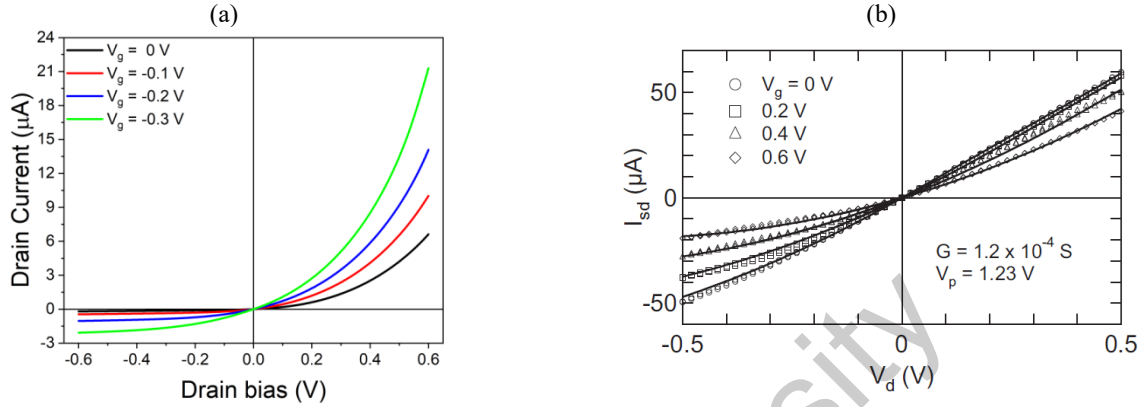 (a)
24
21
18
15
12
9
6
3
0
-3
Drain Current (μA)
V_g = 0 V
V_g = -0.1 V
V_g = -0.2 V
V_g = -0.3 V
-0.6 -0.4 -0.2 0.0 0.2 0.4 0.6
Drain bias (V)
(b)
50
0
-50
I_sd (μA)
V_g = 0 V
0.2 V
0.4 V
0.6 V
G = 1.2 x 10^-4 S
V_p = 1.23 V
-0.5 0 0.5
V_d (V)
sity